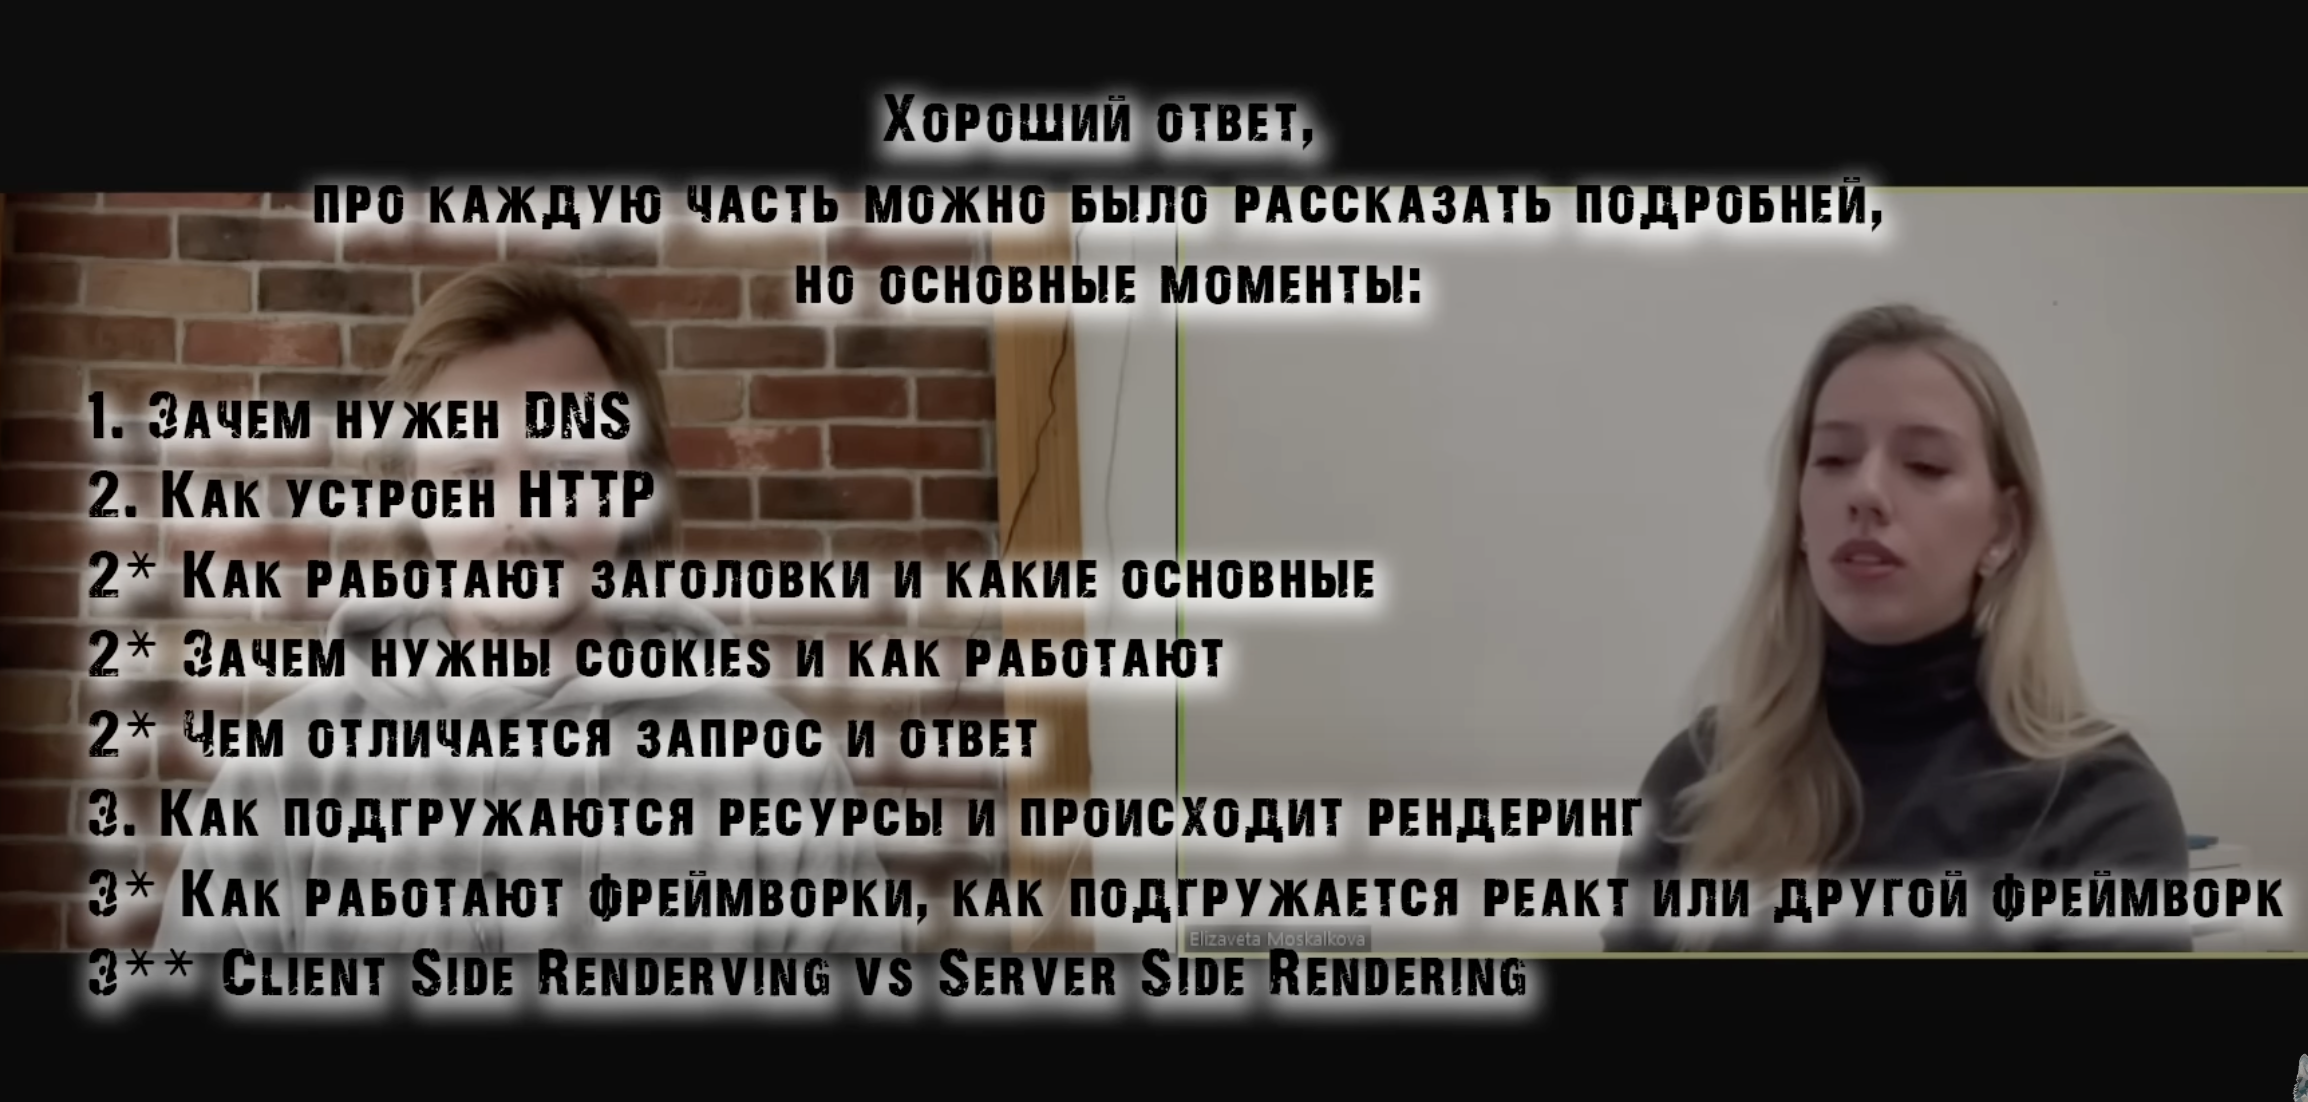 Хороший ответ,
про каждую часть можно было рассказать подробней,
но основные моменты:
1. Зачем нужен DNS
2. Как устроен HTTP
2* Как работают заголовки и какие основные
2* Зачем нужны cookies и как работают
2* Чем отличается запрос и ответ
3. Как подгружаются ресурсы и происходит рендеринг
3* Как работают фреймворки, как подгружается реакт или другой фреймворк
Elizaveta Moskalkova
3** Client Side Renderving vs Server Side Rendering